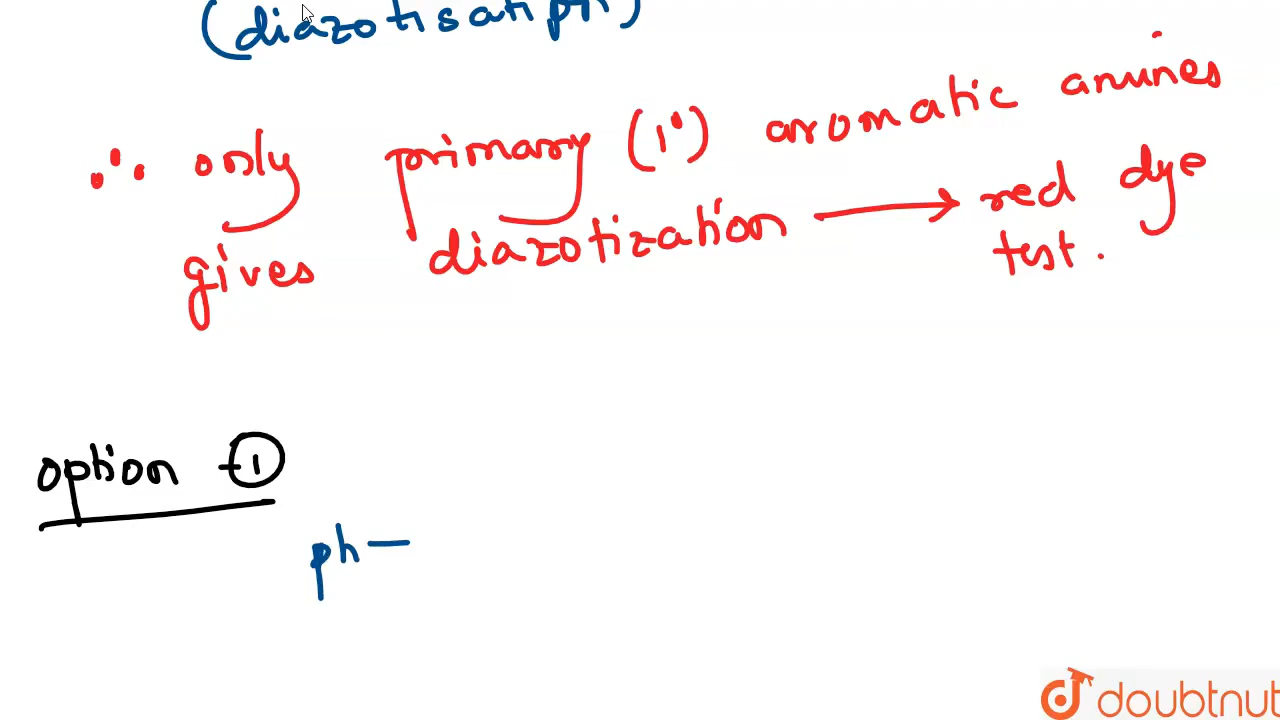 (diazotisation)
∴ only primary (1°) aromatic amines
gives diazotization → red dye
test.
option -①
ph —
doubtnut